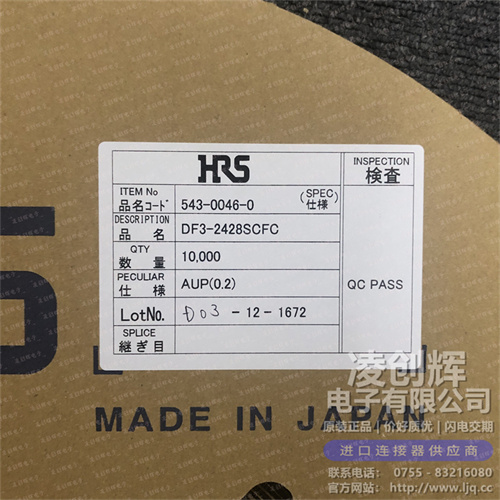 HRS
INSPECTION
検査
ITEM No
品名コード 543-0046-0 (SPEC) 仕様
DESCRIPTION
品名 DF3-2428SCFC
QTY
数量 10,000
PECULIAR
仕様 AUP(0.2)
QC PASS
LotNo. D03 - 12 - 1672
SPLICE
継ぎ目
5
MADE IN JAPAN
凌创辉
电子有限公司
原装正品 | 价好质优 | 闪电交期
进口连接器供应商
联系电话: 0755 - 83216080
Http://www.ljq.cc